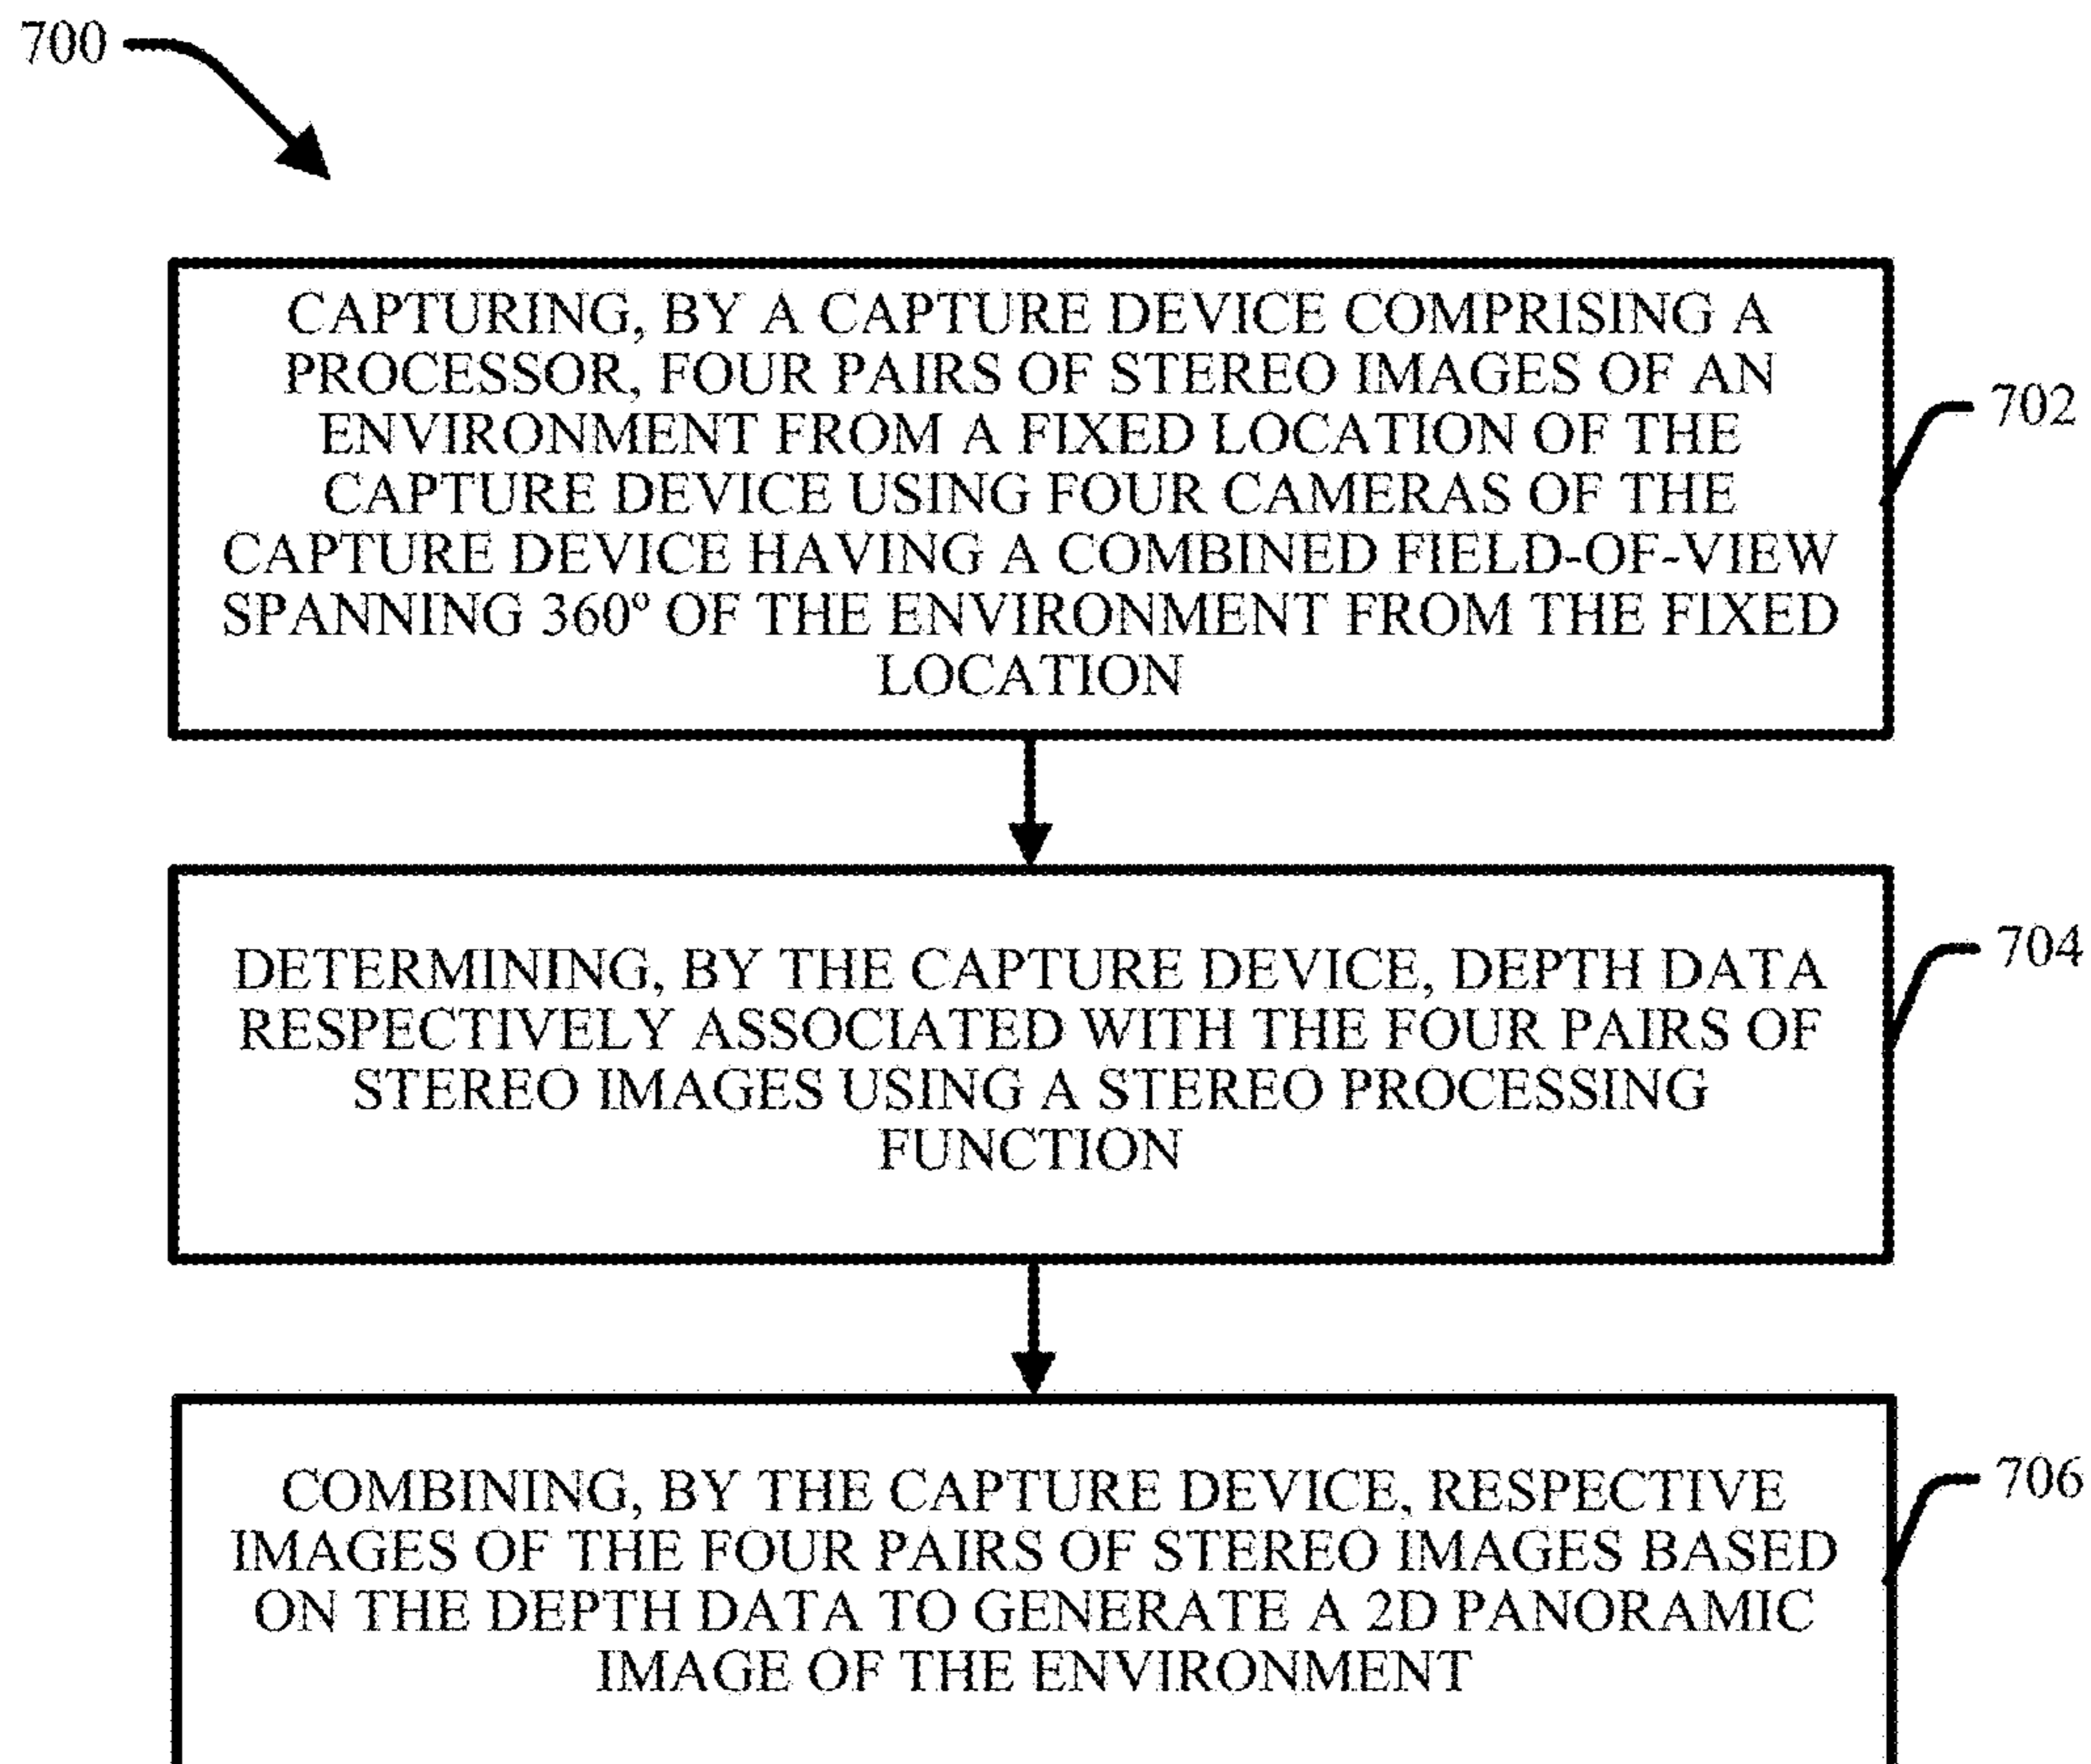 700
CAPTURING, BY A CAPTURE DEVICE COMPRISING A
PROCESSOR, FOUR PAIRS OF STEREO IMAGES OF AN
ENVIRONMENT FROM A FIXED LOCATION OF THE
CAPTURE DEVICE USING FOUR CAMERAS OF THE
CAPTURE DEVICE HAVING A COMBINED FIELD-OF-VIEW
SPANNING 360º OF THE ENVIRONMENT FROM THE FIXED
LOCATION
702
DETERMINING, BY THE CAPTURE DEVICE, DEPTH DATA
RESPECTIVELY ASSOCIATED WITH THE FOUR PAIRS OF
STEREO IMAGES USING A STEREO PROCESSING
FUNCTION
704
COMBINING, BY THE CAPTURE DEVICE, RESPECTIVE
IMAGES OF THE FOUR PAIRS OF STEREO IMAGES BASED
ON THE DEPTH DATA TO GENERATE A 2D PANORAMIC
IMAGE OF THE ENVIRONMENT
706